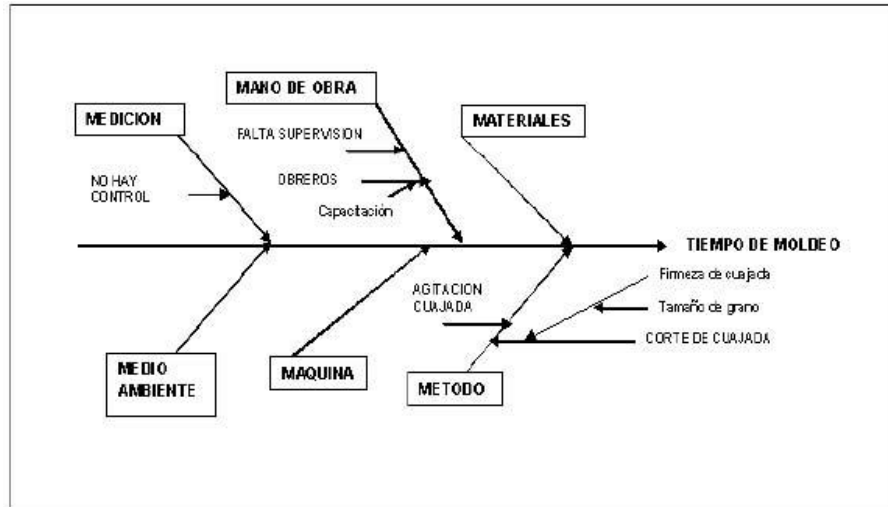 MANO DE OBRA
MEDICION
MATERIALES
FALTA SUPERVISION
NO HAY
CONTROL
OBREROS
Capacitación
TIEMPO DE MOLDEO
Firmeza de cuajada
AGITACION
CUAJADA
Tamaño de grano
CORTE DE CUAJADA
MEDIO
AMBIENTE
MAQUINA
METODO